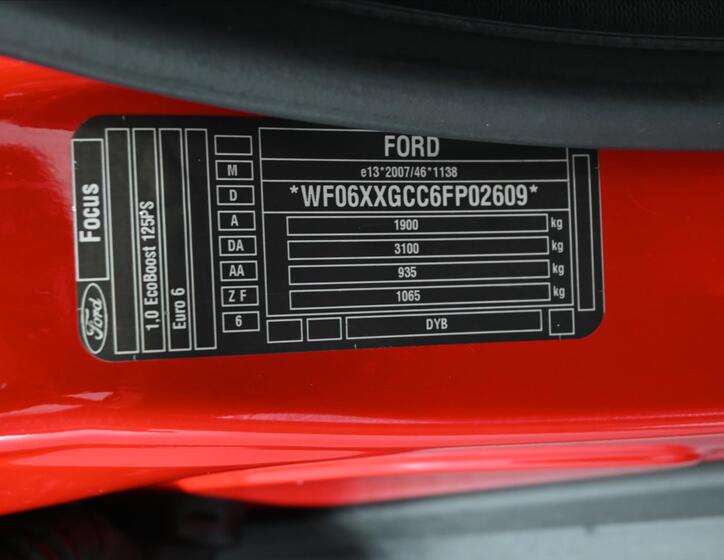 FORD
e13*2007/46*1138
*WF06XXGCC6FP02609*
1900 kg
3100 kg
935 kg
1065 kg
DYB
M
D
A
DA
AA
Z F
6
Focus
1,0 EcoBoost 125PS
Euro 6
Ford